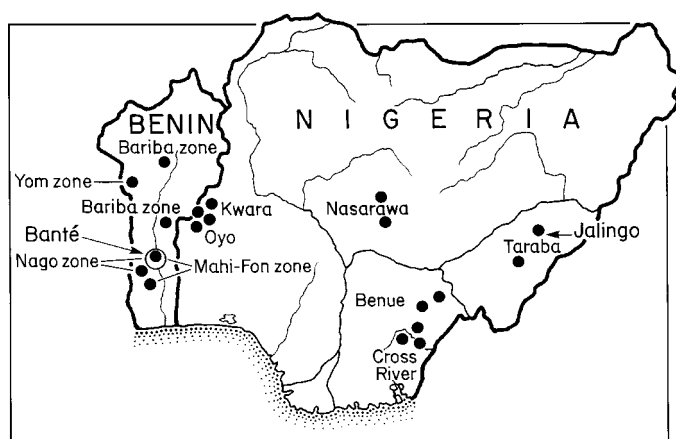 BENIN
NIGERIA
Bariba zone
Yom zone
Bariba zone
Kwara
Oyo
Nasarawa
Jalingo
Taraba
Banté
Nago zone
Mahi-Fon zone
Benue
Cross
River